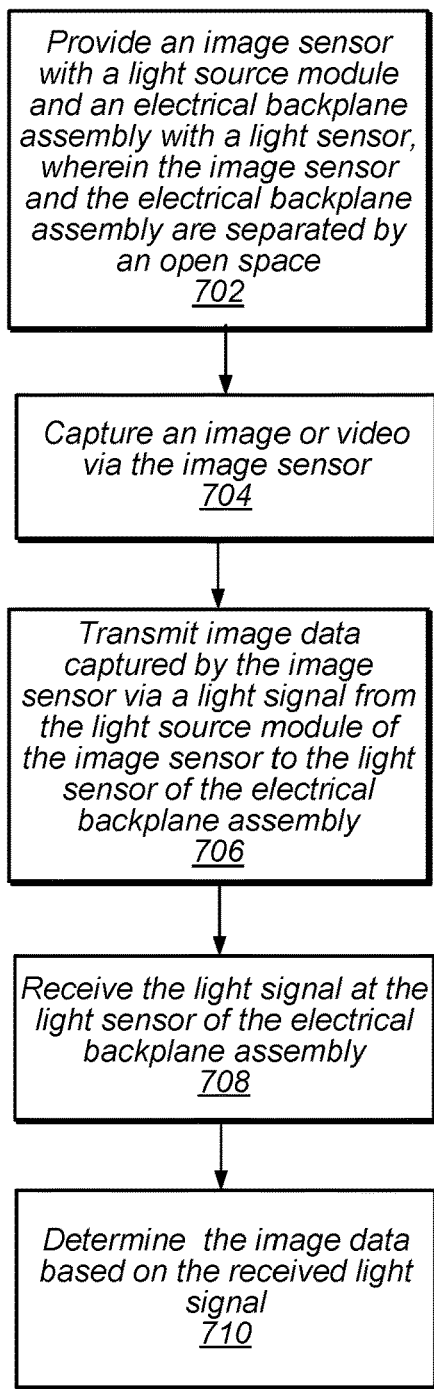 Provide an image sensor
with a light source module
and an electrical backplane
assembly with a light sensor,
wherein the image sensor
and the electrical backplane
assembly are separated by
an open space
702
Capture an image or video
via the image sensor
704
Transmit image data
captured by the image
sensor via a light signal from
the light source module of
the image sensor to the light
sensor of the electrical
backplane assembly
706
Receive the light signal at the
light sensor of the electrical
backplane assembly
708
Determine the image data
based on the received light
signal
710